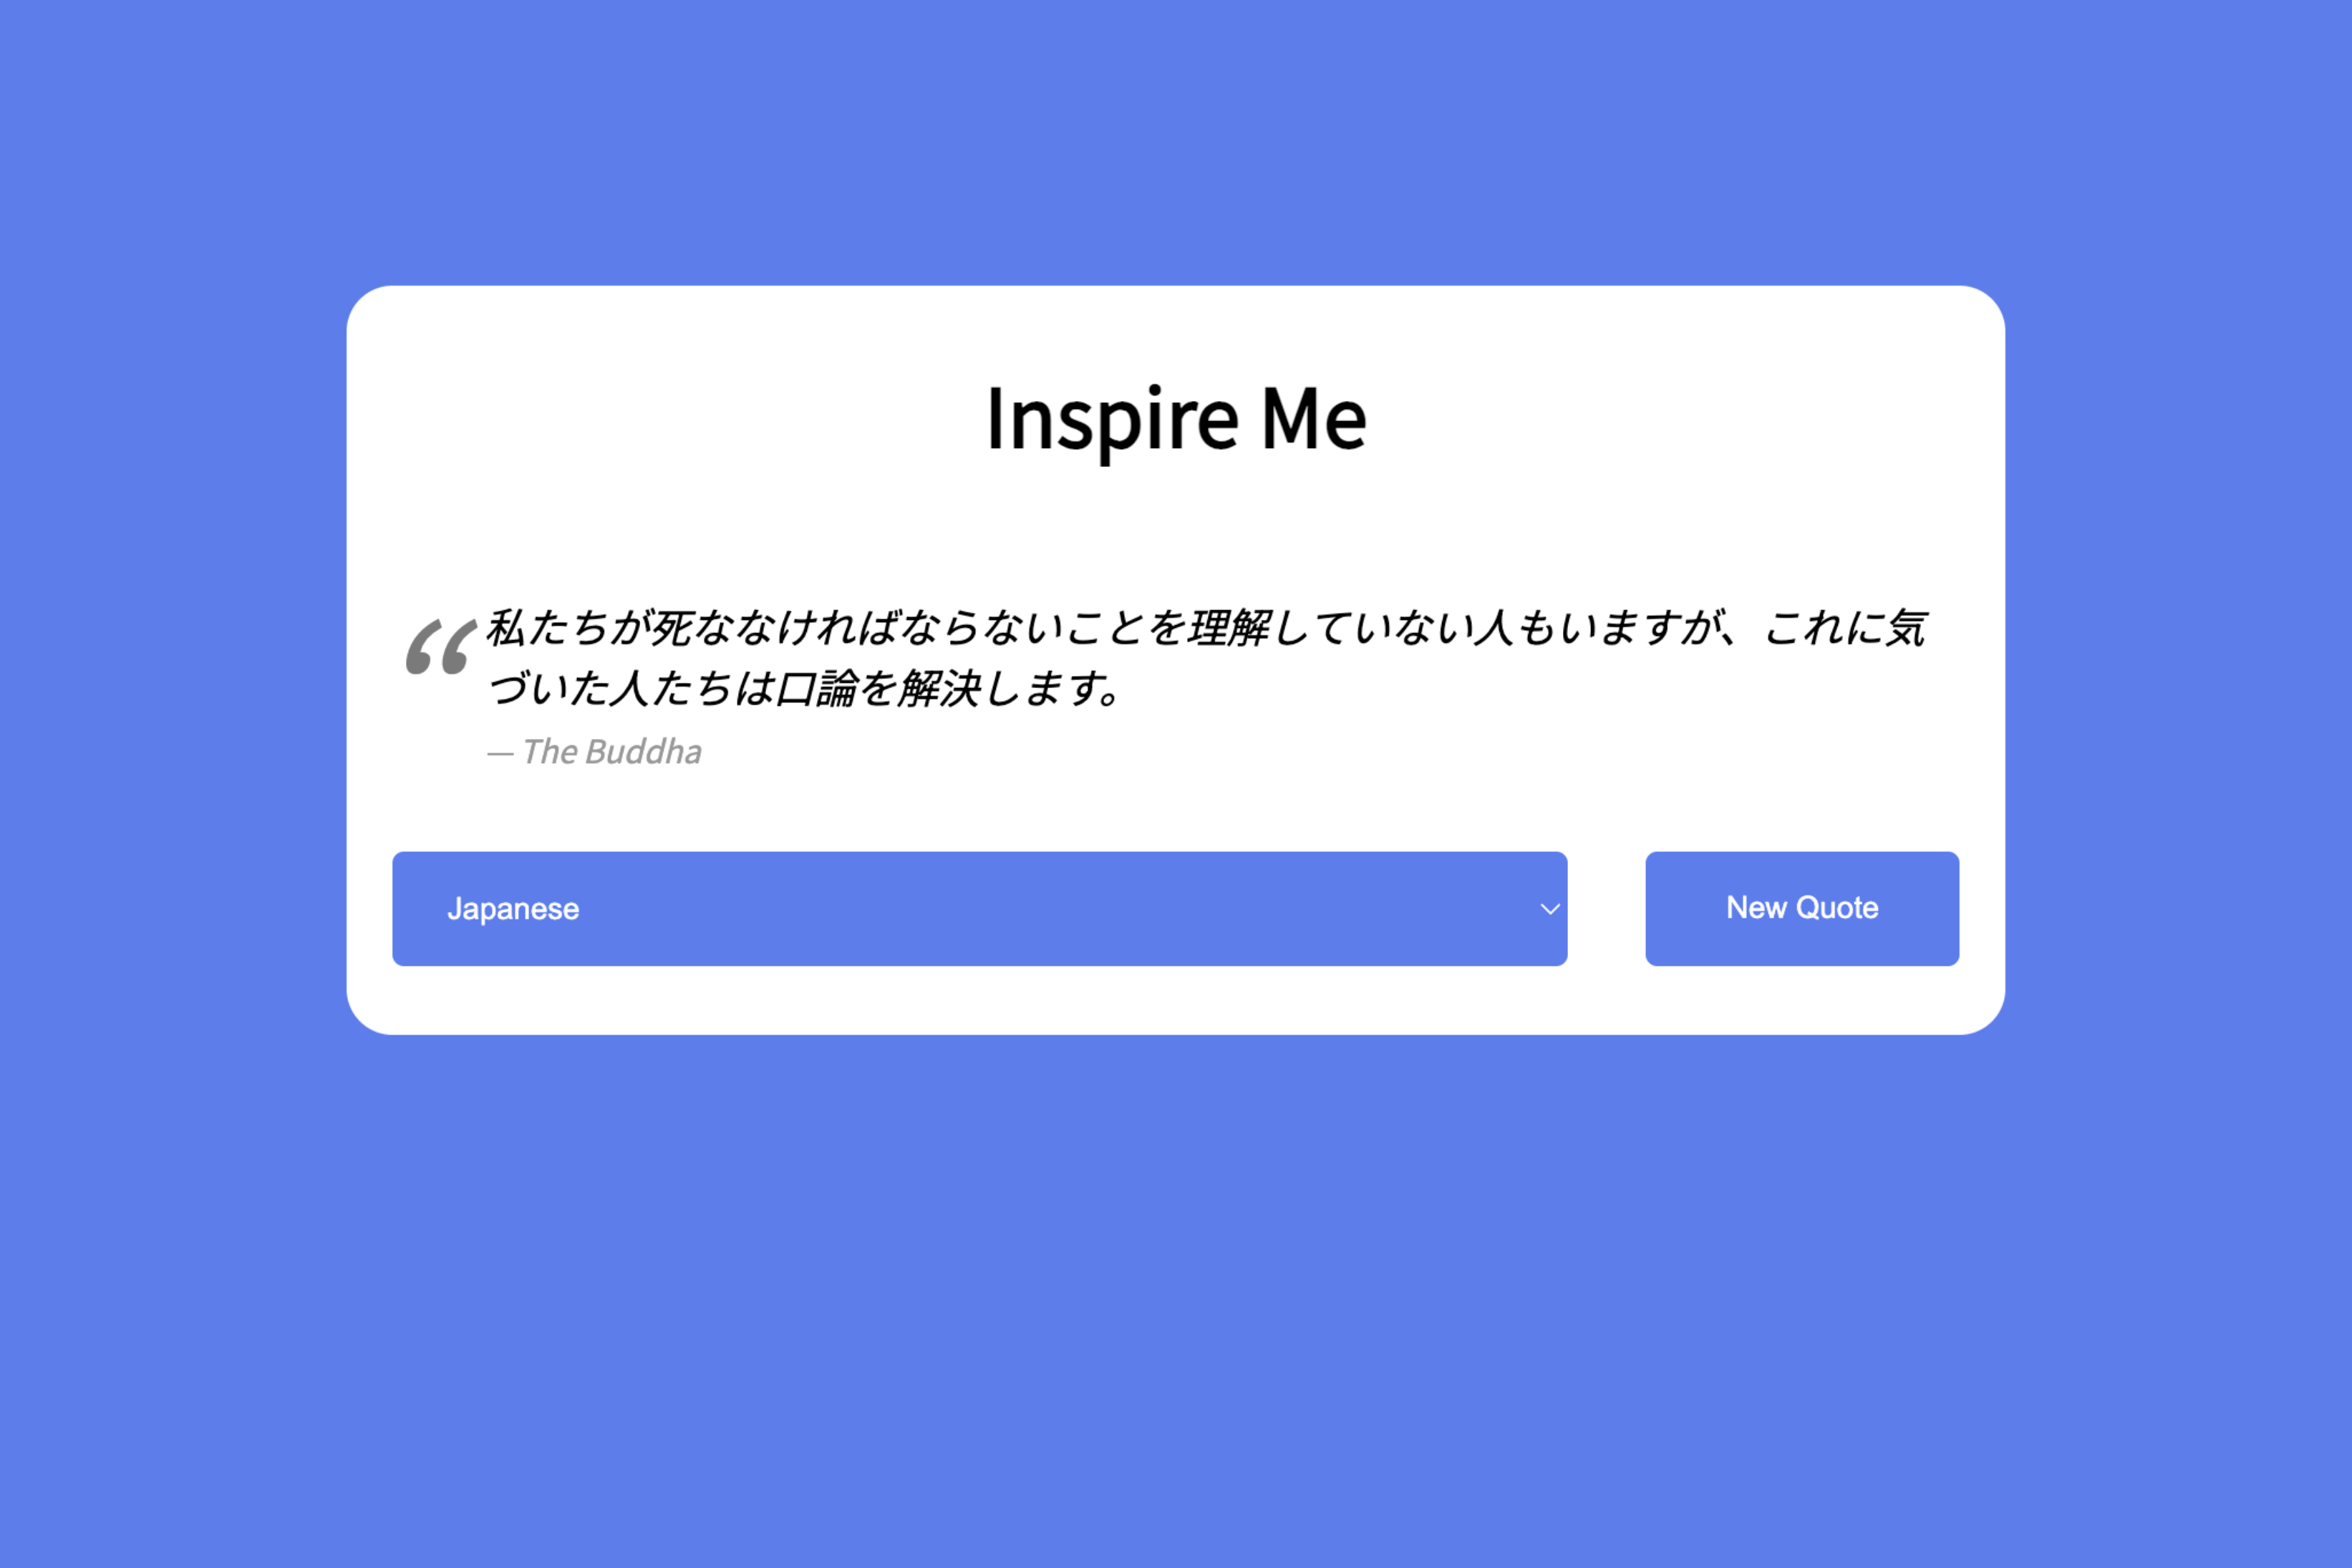 Inspire Me
“私たちが死ななければならないことを理解していない人もいますが、これに気
づいた人たちは口論を解決します。
— The Buddha
Japanese
New Quote